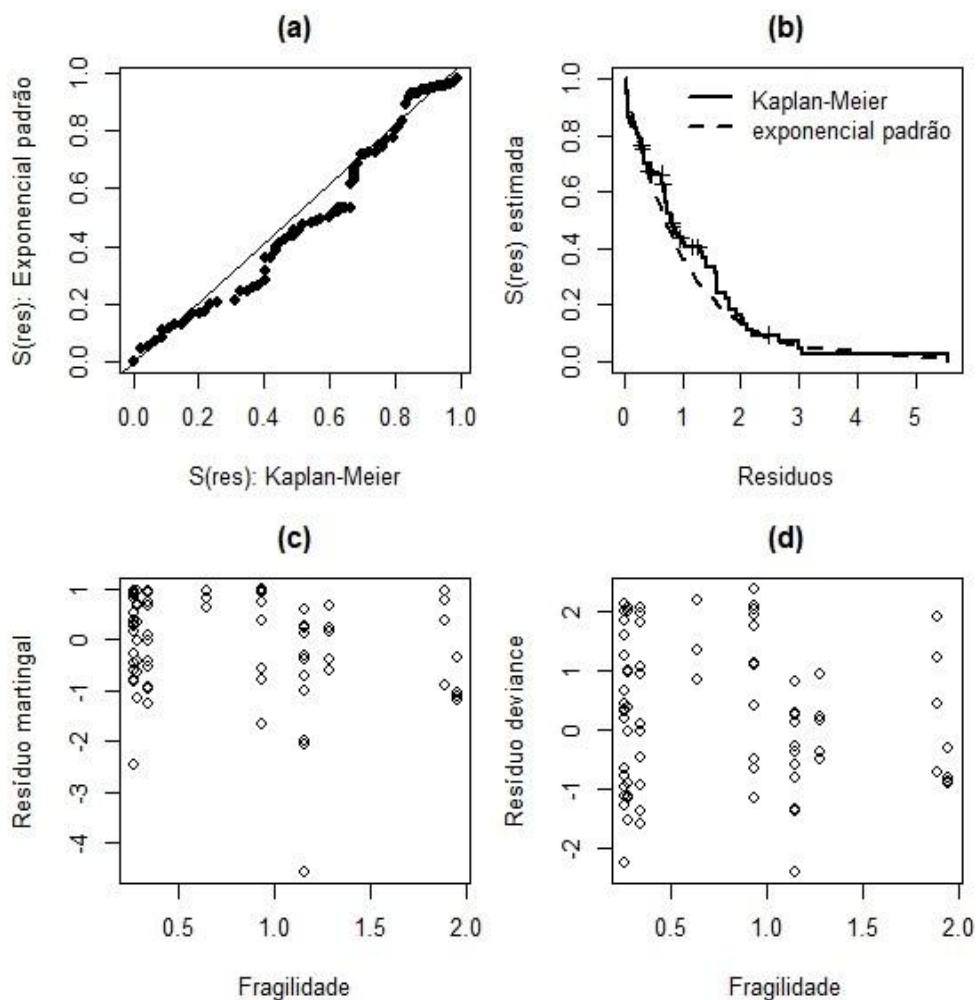 (a)
S(res): Exponencial padrão
1.0
0.8
0.6
0.4
0.2
0.0
0.0 0.2 0.4 0.6 0.8 1.0
S(res): Kaplan-Meier
(b)
S(res) estimada
1.0
0.8
0.6
0.4
0.2
0.0
Kaplan-Meier
exponencial padrão
0 1 2 3 4 5
Resíduos
(c)
Resíduo martingal
1
0
-1
-2
-3
-4
0.5 1.0 1.5 2.0
Fragilidade
(d)
Resíduo deviance
2
1
0
-1
-2
0.5 1.0 1.5 2.0
Fragilidade